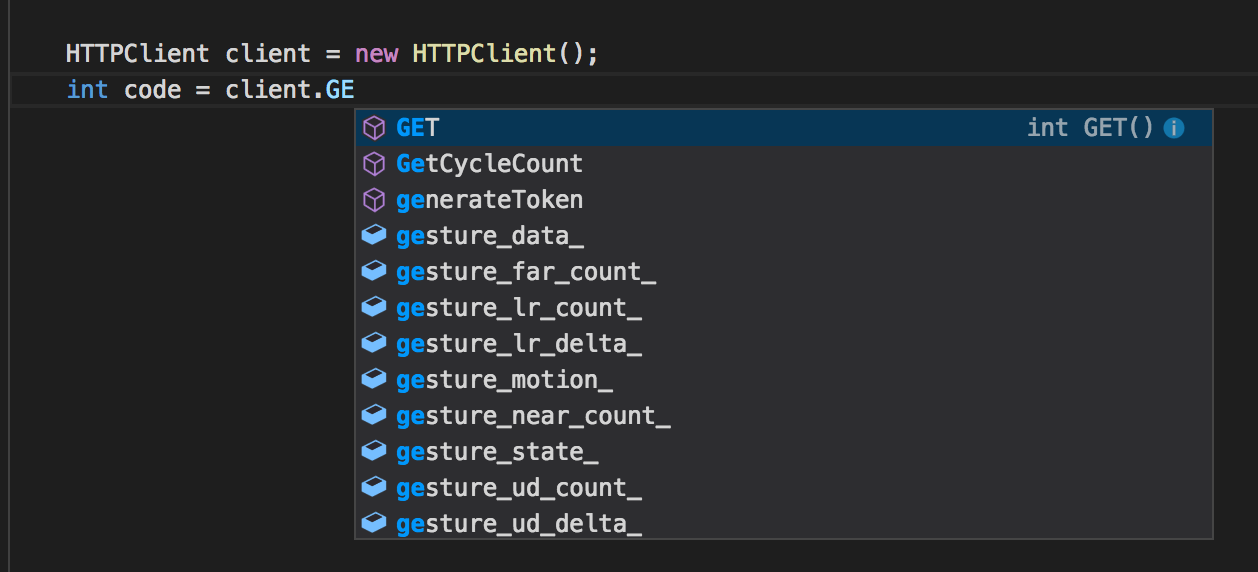 HTTPClient client = new HTTPClient();
int code = client.GE
GET int GET() i
GetCycleCount
generateToken
gesture_data_
gesture_far_count_
gesture_lr_count_
gesture_lr_delta_
gesture_motion_
gesture_near_count_
gesture_state_
gesture_ud_count_
gesture_ud_delta_